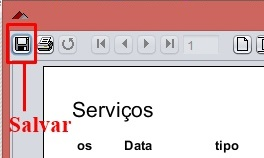 1
Serviços
Salvar
os Data tipo